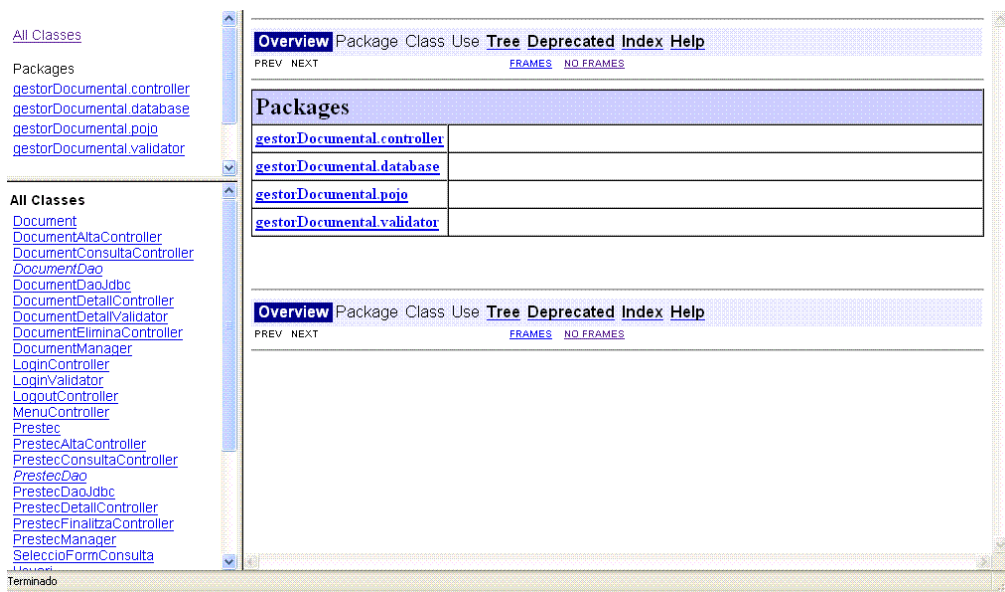 All Classes
Packages
gestorDocumental.controller
gestorDocumental.database
gestorDocumental.pojo
gestorDocumental.validator
All Classes
Document
DocumentAltaController
DocumentConsultaController
DocumentDao
DocumentDaoJdbc
DocumentDetallController
DocumentDetallValidator
DocumentEliminaController
DocumentManager
LoginController
LoginValidator
LogoutController
MenuController
Prestec
PrestecAltaController
PrestecConsultaController
PrestecDao
PrestecDaoJdbc
PrestecDetallController
PrestecFinalitzaController
PrestecManager
SeleccioFormConsulta
Overview Package Class Use Tree Deprecated Index Help
PREV NEXT FRAMES NO FRAMES
Packages
gestorDocumental.controller
gestorDocumental.database
gestorDocumental.pojo
gestorDocumental.validator
Overview Package Class Use Tree Deprecated Index Help
PREV NEXT FRAMES NO FRAMES
Terminado